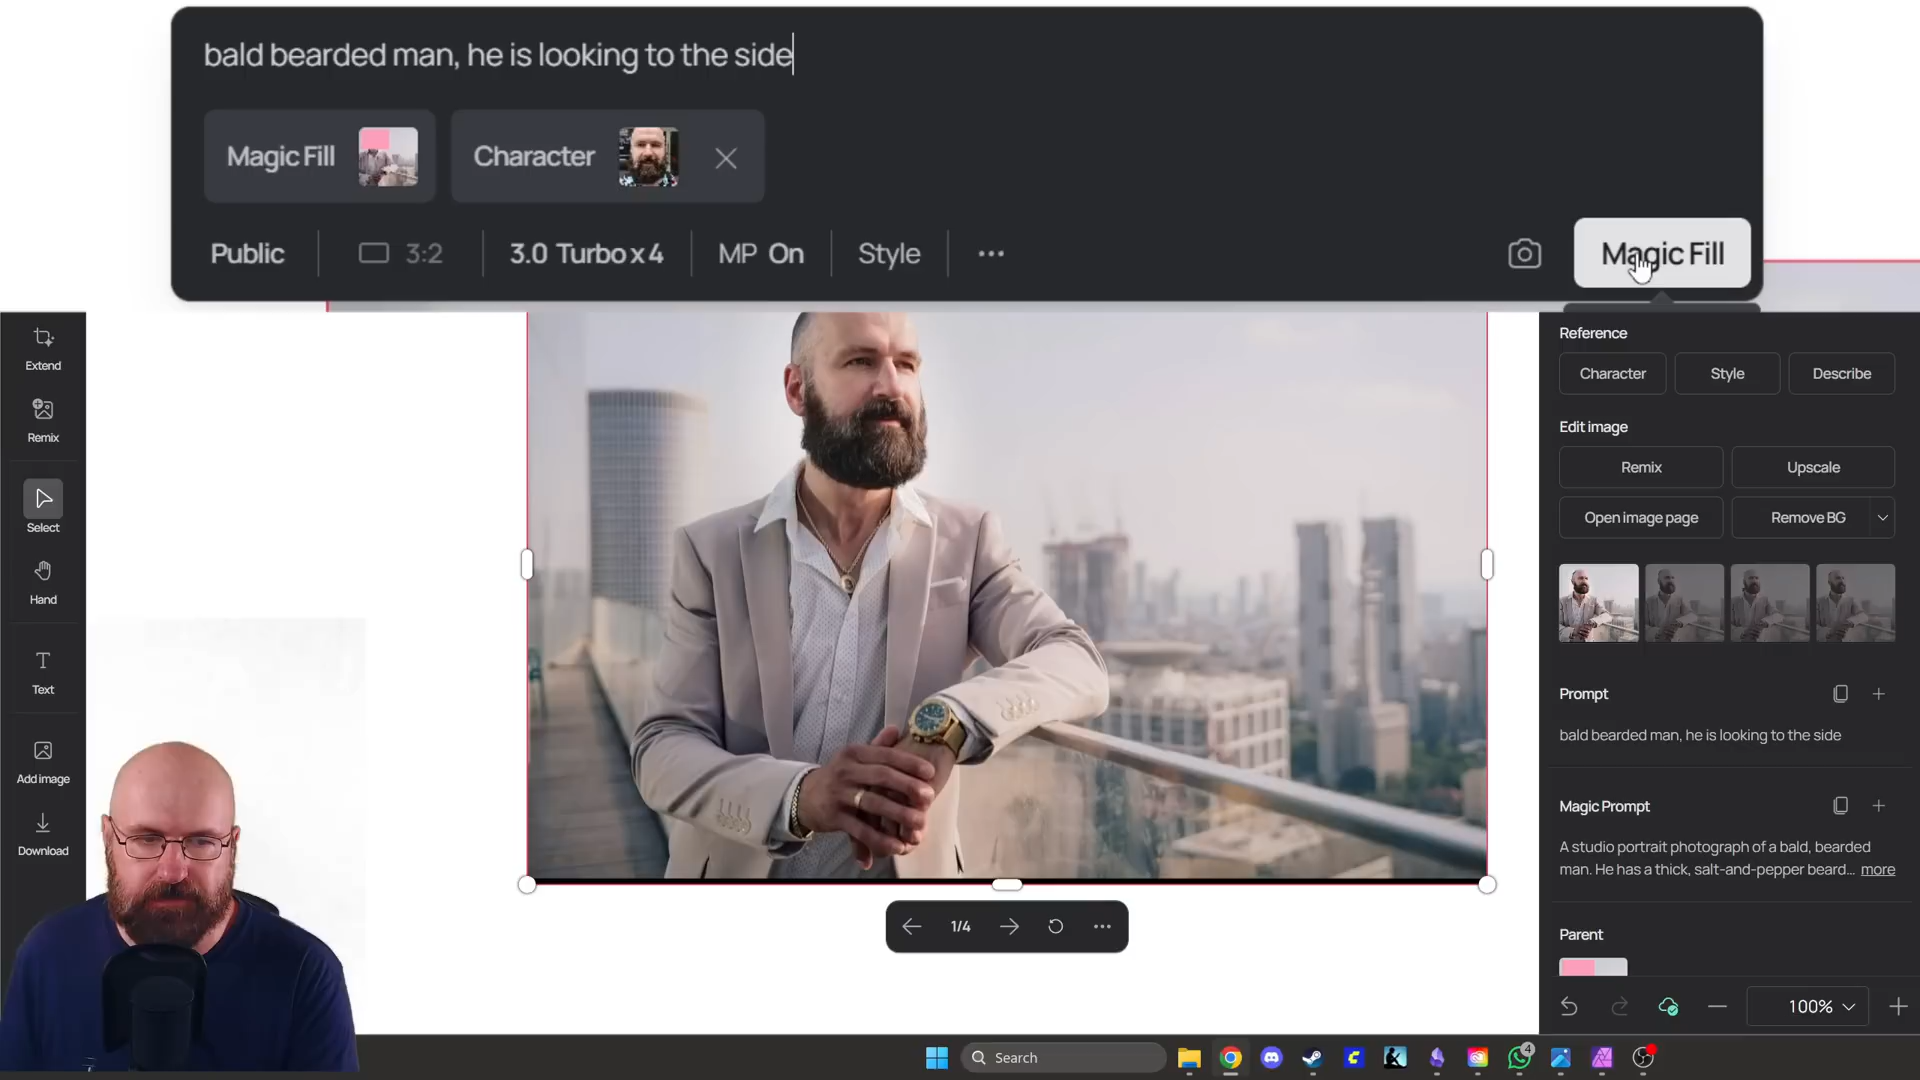 bald bearded man, he is looking to the side
Magic Fill
Character
Public
3:2
3.0 Turbo x 4
MP On
Style
Magic Fill
Extend
Remix
Select
Hand
Text
Add image
Download
Reference
Character
Style
Describe
Edit image
Remix
Upscale
Open image page
Remove BG
Prompt
bald bearded man, he is looking to the side
Magic Prompt
A studio portrait photograph of a bald, bearded
man. He has a thick, salt-and-pepper beard... more
Parent
1/4
100%
Search
4